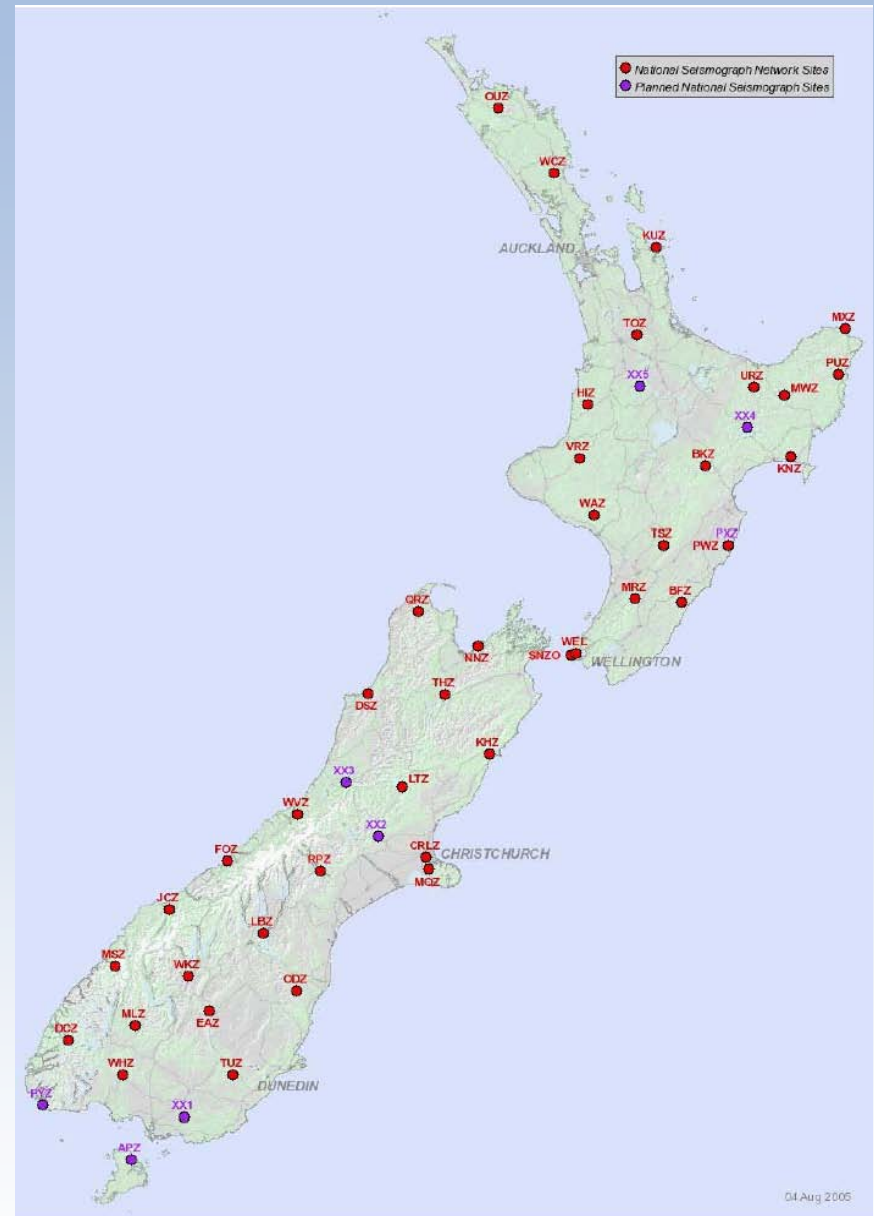 National Seismograph Network Sites
Planned National Seismograph Sites
OUZ
WCZ
KUZ
AUCKLAND
MXZ
TOZ
PUZ
XX5
URZ
MWZ
HIZ
XX4
VRZ
BKZ
KNZ
WAZ
TSZ
PXZ
PWZ
MRZ
BFZ
QRZ
WEL
NNZ
SNZO
WELLINGTON
THZ
DSZ
KHZ
XX3
LTZ
WVZ
XX2
CRLZ
CHRISTCHURCH
FOZ
RPZ
MQZ
JCZ
LBZ
MSZ
WKZ
ODZ
MLZ
EAZ
DCZ
WHZ
TUZ
DUNEDIN
PYZ
XX1
APZ
04 Aug 2005